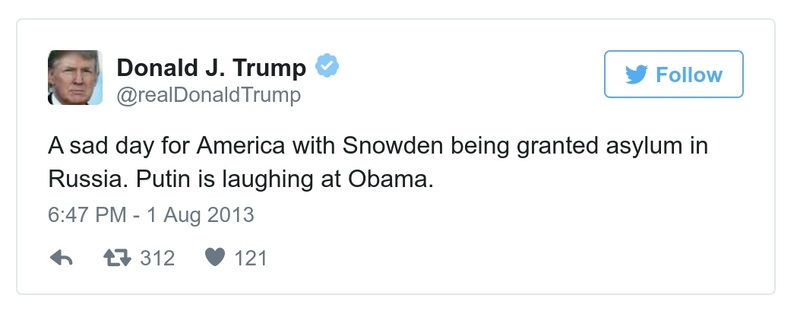 Donald J. Trump
@realDonaldTrump
Follow
A sad day for America with Snowden being granted asylum in
Russia. Putin is laughing at Obama.
6:47 PM - 1 Aug 2013
312 121